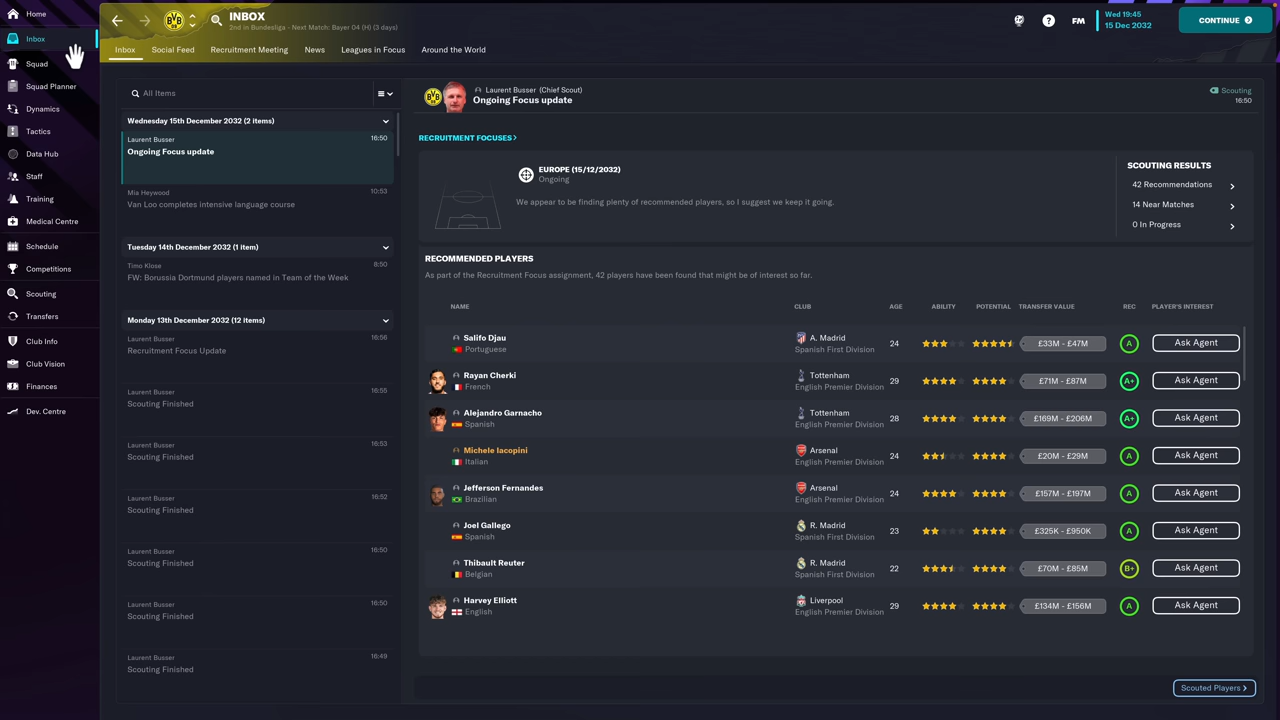 Home
Inbox
Squad
Squad Planner
Dynamics
Tactics
Data Hub
Staff
Training
Medical Centre
Schedule
Competitions
Scouting
Transfers
Club Info
Club Vision
Finances
Dev. Centre
INBOX
2nd in Bundesliga - Next Match: Bayer 04 (H) (3 days)
FM
Wed 19:45
15 Dec 2032
CONTINUE
Inbox Social Feed Recruitment Meeting News Leagues in Focus Around the World
All Items
Wednesday 15th December 2032 (2 items)
Laurent Busser 16:50
Ongoing Focus update
Mia Heywood 10:53
Van Loo completes intensive language course
Tuesday 14th December 2032 (1 item)
Timo Klose 8:50
FW: Borussia Dortmund players named in Team of the Week
Monday 13th December 2032 (12 items)
Laurent Busser 16:56
Recruitment Focus Update
Laurent Busser 16:55
Scouting Finished
Laurent Busser 16:53
Scouting Finished
Laurent Busser 16:52
Scouting Finished
Laurent Busser 16:50
Scouting Finished
Laurent Busser 16:50
Scouting Finished
Laurent Busser 16:49
Scouting Finished
BVB 09
Laurent Busser (Chief Scout)
Ongoing Focus update
Scouting
16:50
RECRUITMENT FOCUSES>
EUROPE (15/12/2032)
Ongoing
We appear to be finding plenty of recommended players, so I suggest we keep it going.
SCOUTING RESULTS
42 Recommendations
14 Near Matches
0 In Progress
RECOMMENDED PLAYERS
As part of the Recruitment Focus assignment, 42 players have been found that might be of interest so far.
NAME CLUB AGE ABILITY POTENTIAL TRANSFER VALUE REC PLAYER'S INTEREST
Salifo Djau A. Madrid 24 £33M - £47M A Ask Agent
Portuguese Spanish First Division
Rayan Cherki Tottenham 29 £71M - £87M A+ Ask Agent
French English Premier Division
Alejandro Garnacho Tottenham 28 £169M - £206M A+ Ask Agent
Spanish English Premier Division
Michele Iacopini Arsenal 24 £20M - £29M A Ask Agent
Italian English Premier Division
Jefferson Fernandes Arsenal 24 £157M - £197M A Ask Agent
Brazilian English Premier Division
Joel Gallego R. Madrid 23 £325K - £950K A Ask Agent
Spanish Spanish First Division
Thibault Reuter R. Madrid 22 £70M - £85M B+ Ask Agent
Belgian Spanish First Division
Harvey Elliott Liverpool 29 £134M - £156M A Ask Agent
English English Premier Division
Scouted Players >